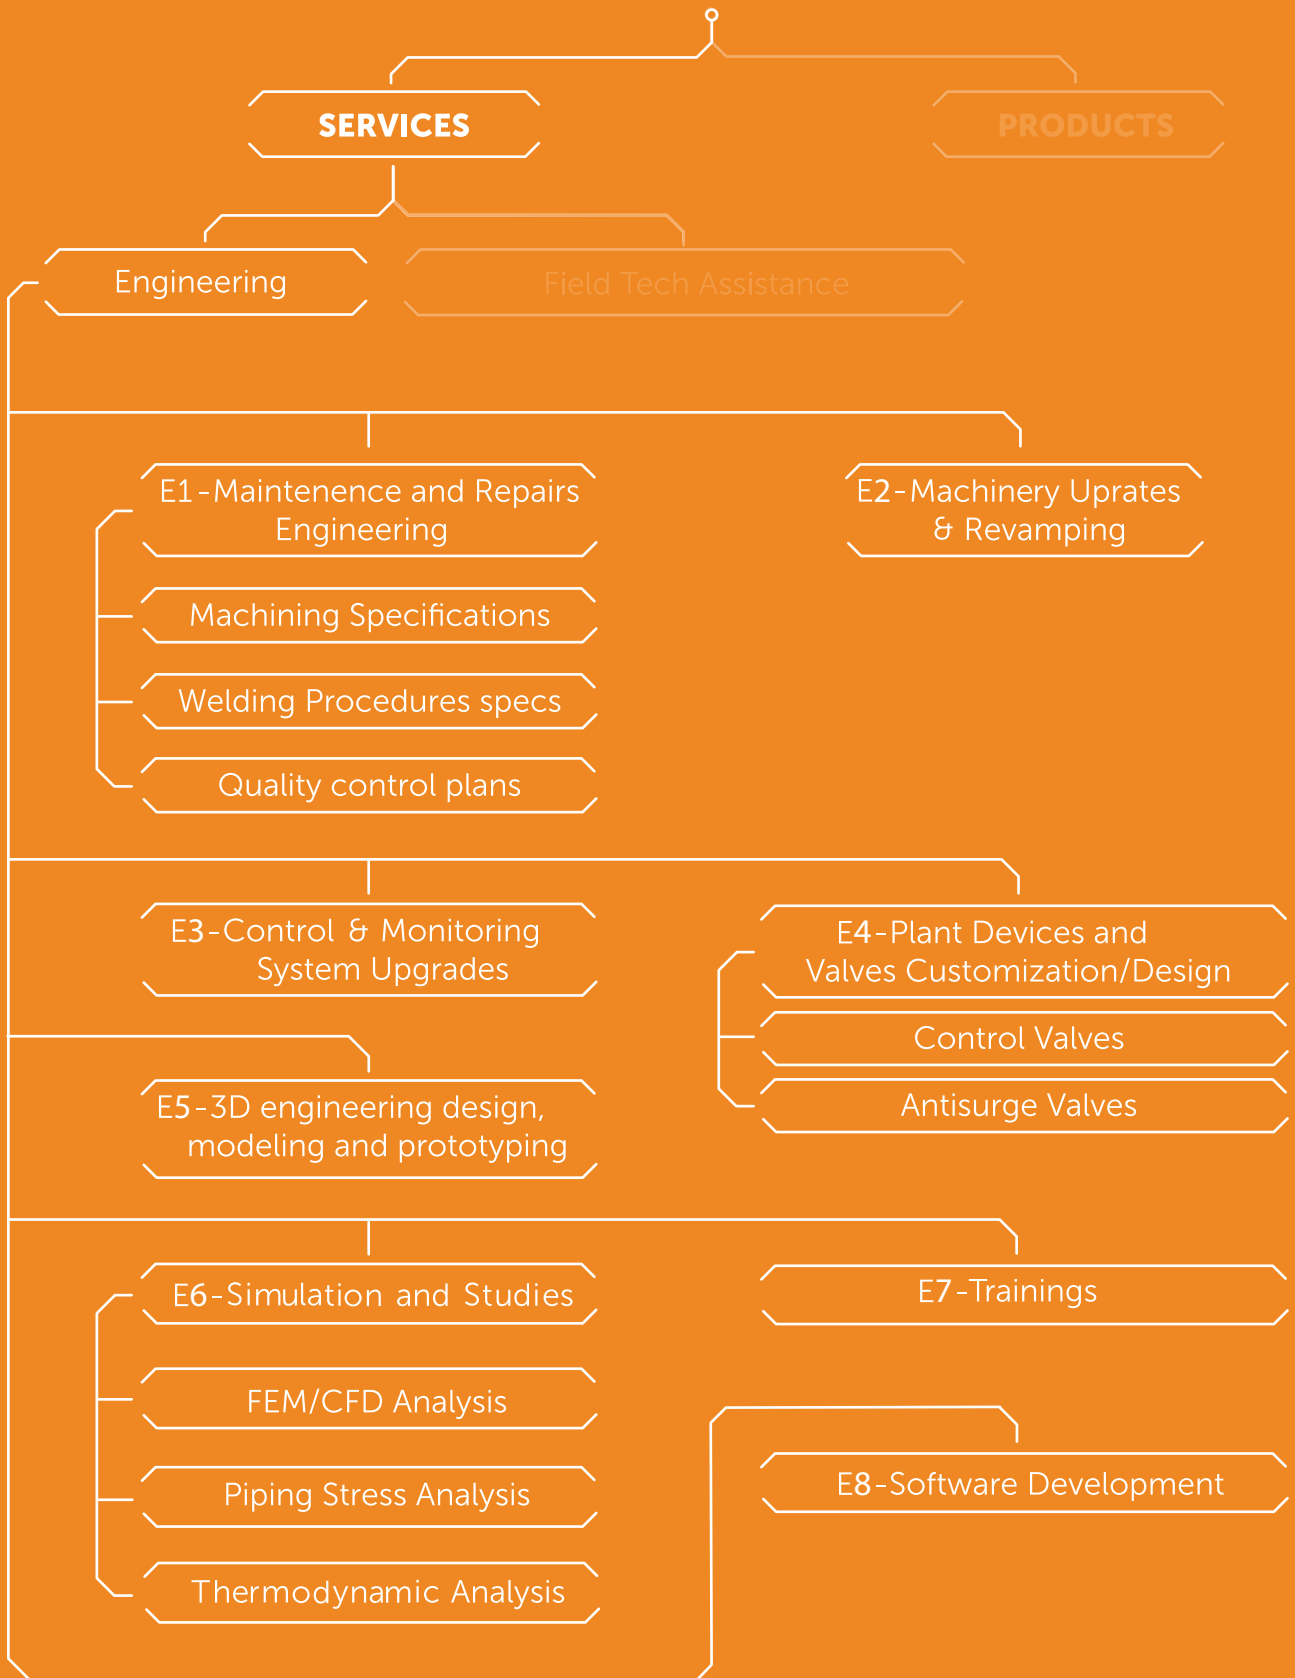 SERVICES
PRODUCTS
Engineering
Field Tech Assistance
E1-Maintenence and Repairs
Engineering
E2-Machinery Uprates
& Revamping
Machining Specifications
Welding Procedures specs
Quality control plans
E3-Control & Monitoring
System Upgrades
E4-Plant Devices and
Valves Customization/Design
Control Valves
E5-3D engineering design,
modeling and prototyping
Antisurge Valves
E6-Simulation and Studies
E7-Trainings
FEM/CFD Analysis
Piping Stress Analysis
E8-Software Development
Thermodynamic Analysis